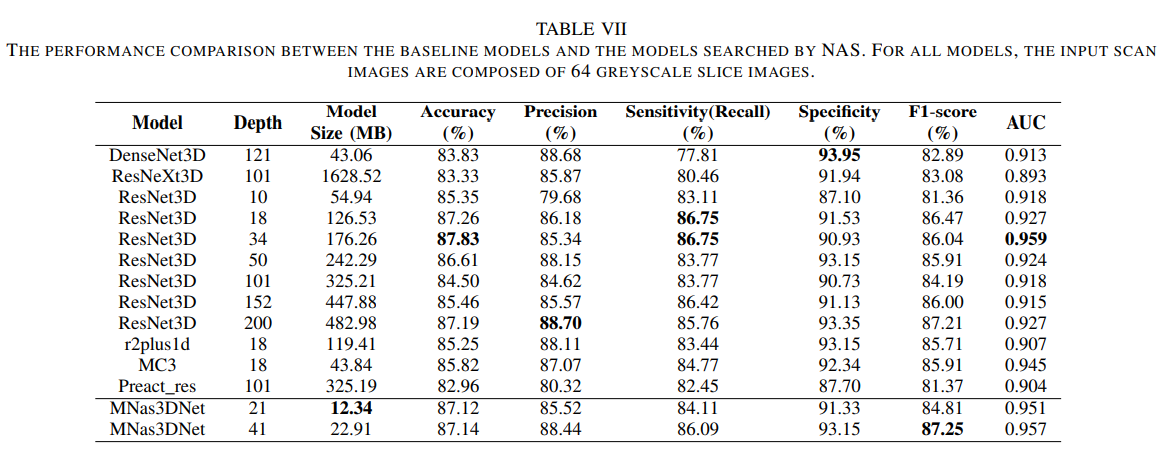 TABLE VII
THE PERFORMANCE COMPARISON BETWEEN THE BASELINE MODELS AND THE MODELS SEARCHED BY NAS. FOR ALL MODELS, THE INPUT SCAN
IMAGES ARE COMPOSED OF 64 GREYSCALE SLICE IMAGES.
Model Depth Model Size (MB) Accuracy (%) Precision (%) Sensitivity(Recall) (%) Specificity (%) F1-score (%) AUC
DenseNet3D 121 43.06 83.83 88.68 77.81 93.95 82.89 0.913
ResNeXt3D 101 1628.52 83.33 85.87 80.46 91.94 83.08 0.893
ResNet3D 10 54.94 85.35 79.68 83.11 87.10 81.36 0.918
ResNet3D 18 126.53 87.26 86.18 86.75 91.53 86.47 0.927
ResNet3D 34 176.26 87.83 85.34 86.75 90.93 86.04 0.959
ResNet3D 50 242.29 86.61 88.15 83.77 93.15 85.91 0.924
ResNet3D 101 325.21 84.50 84.62 83.77 90.73 84.19 0.918
ResNet3D 152 447.88 85.46 85.57 86.42 91.13 86.00 0.915
ResNet3D 200 482.98 87.19 88.70 85.76 93.35 87.21 0.927
r2plus1d 18 119.41 85.25 88.11 83.44 93.15 85.71 0.907
MC3 18 43.84 85.82 87.07 84.77 92.34 85.91 0.945
Preact_res 101 325.19 82.96 80.32 82.45 87.70 81.37 0.904
MNas3DNet 21 12.34 87.12 85.52 84.11 91.33 84.81 0.951
MNas3DNet 41 22.91 87.14 88.44 86.09 93.15 87.25 0.957